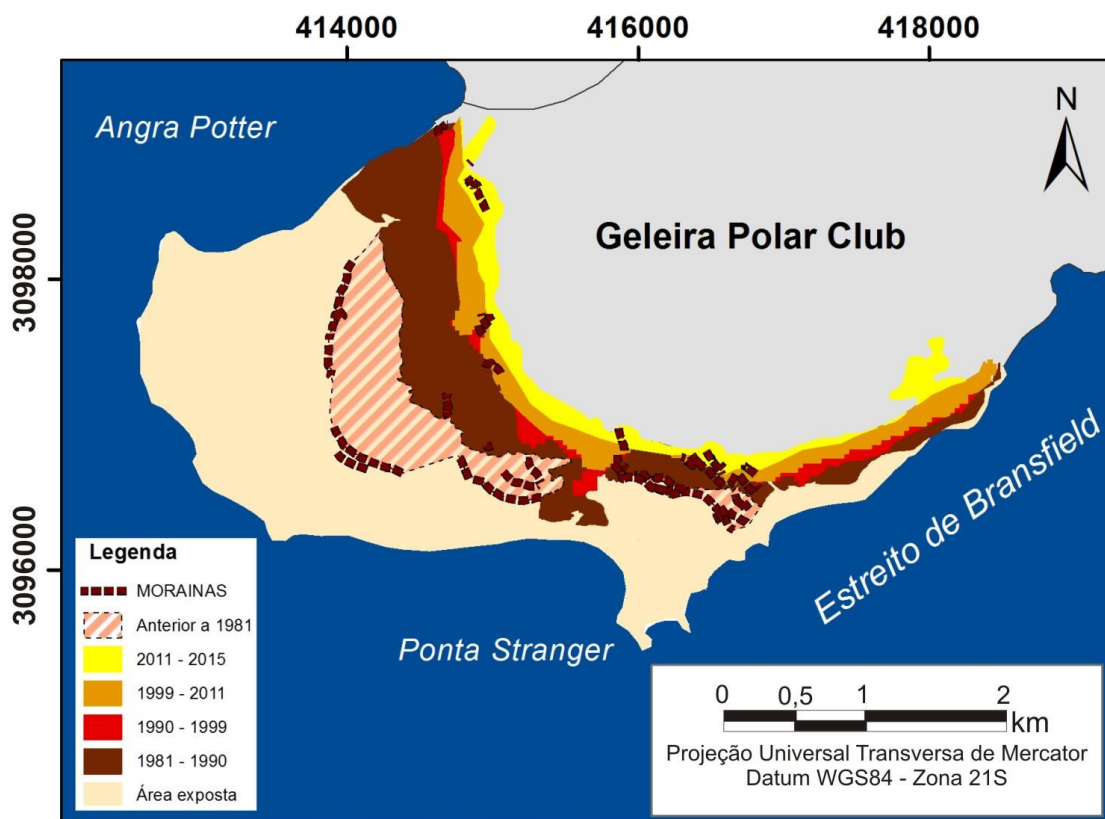 414000 416000 418000
Angra Potter
N
Geleira Polar Club
3098000
3096000
Estreito de Bransfield
Ponta Stranger
Legenda
MORAINAS
Anterior a 1981
2011 - 2015
1999 - 2011
1990 - 1999
1981 - 1990
Área exposta
0 0,5 1 2
km
Projeção Universal Transversa de Mercator
Datum WGS84 - Zona 21S